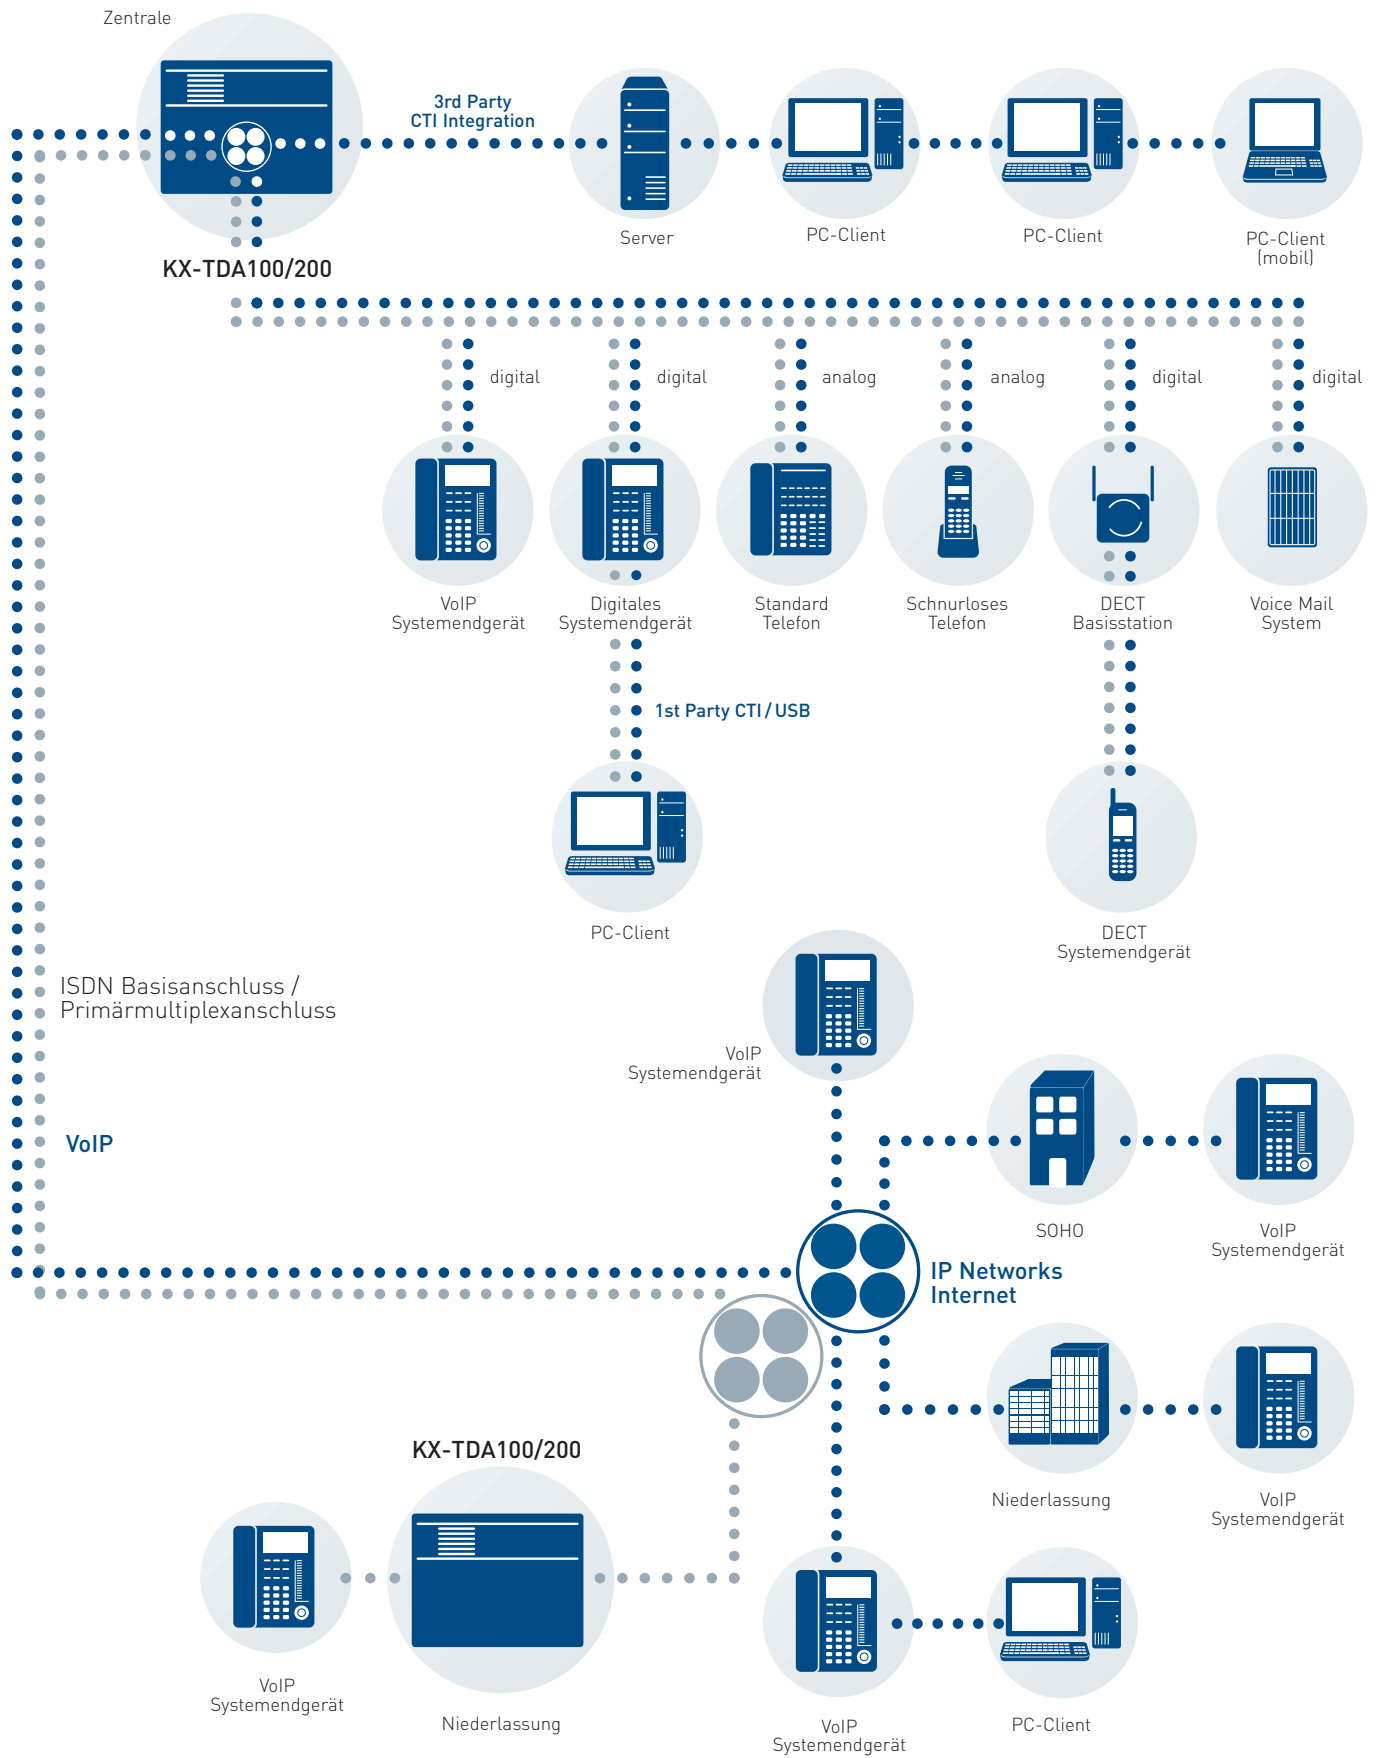 Zentrale
3rd Party
CTI Integration
Server
PC-Client
PC-Client
PC-Client
(mobil)
KX-TDA100/200
digital
digital
analog
analog
digital
digital
VoIP
Systemendgerät
Digitales
Systemendgerät
Standard
Telefon
Schnurloses
Telefon
DECT
Basisstation
Voice Mail
System
1st Party CTI / USB
PC-Client
DECT
Systemendgerät
ISDN Basisanschluss /
Primärmultiplexanschluss
VoIP
Systemendgerät
VoIP
SOHO
VoIP
Systemendgerät
IP Networks
Internet
KX-TDA100/200
Niederlassung
VoIP
Systemendgerät
VoIP
Systemendgerät
Niederlassung
VoIP
Systemendgerät
PC-Client